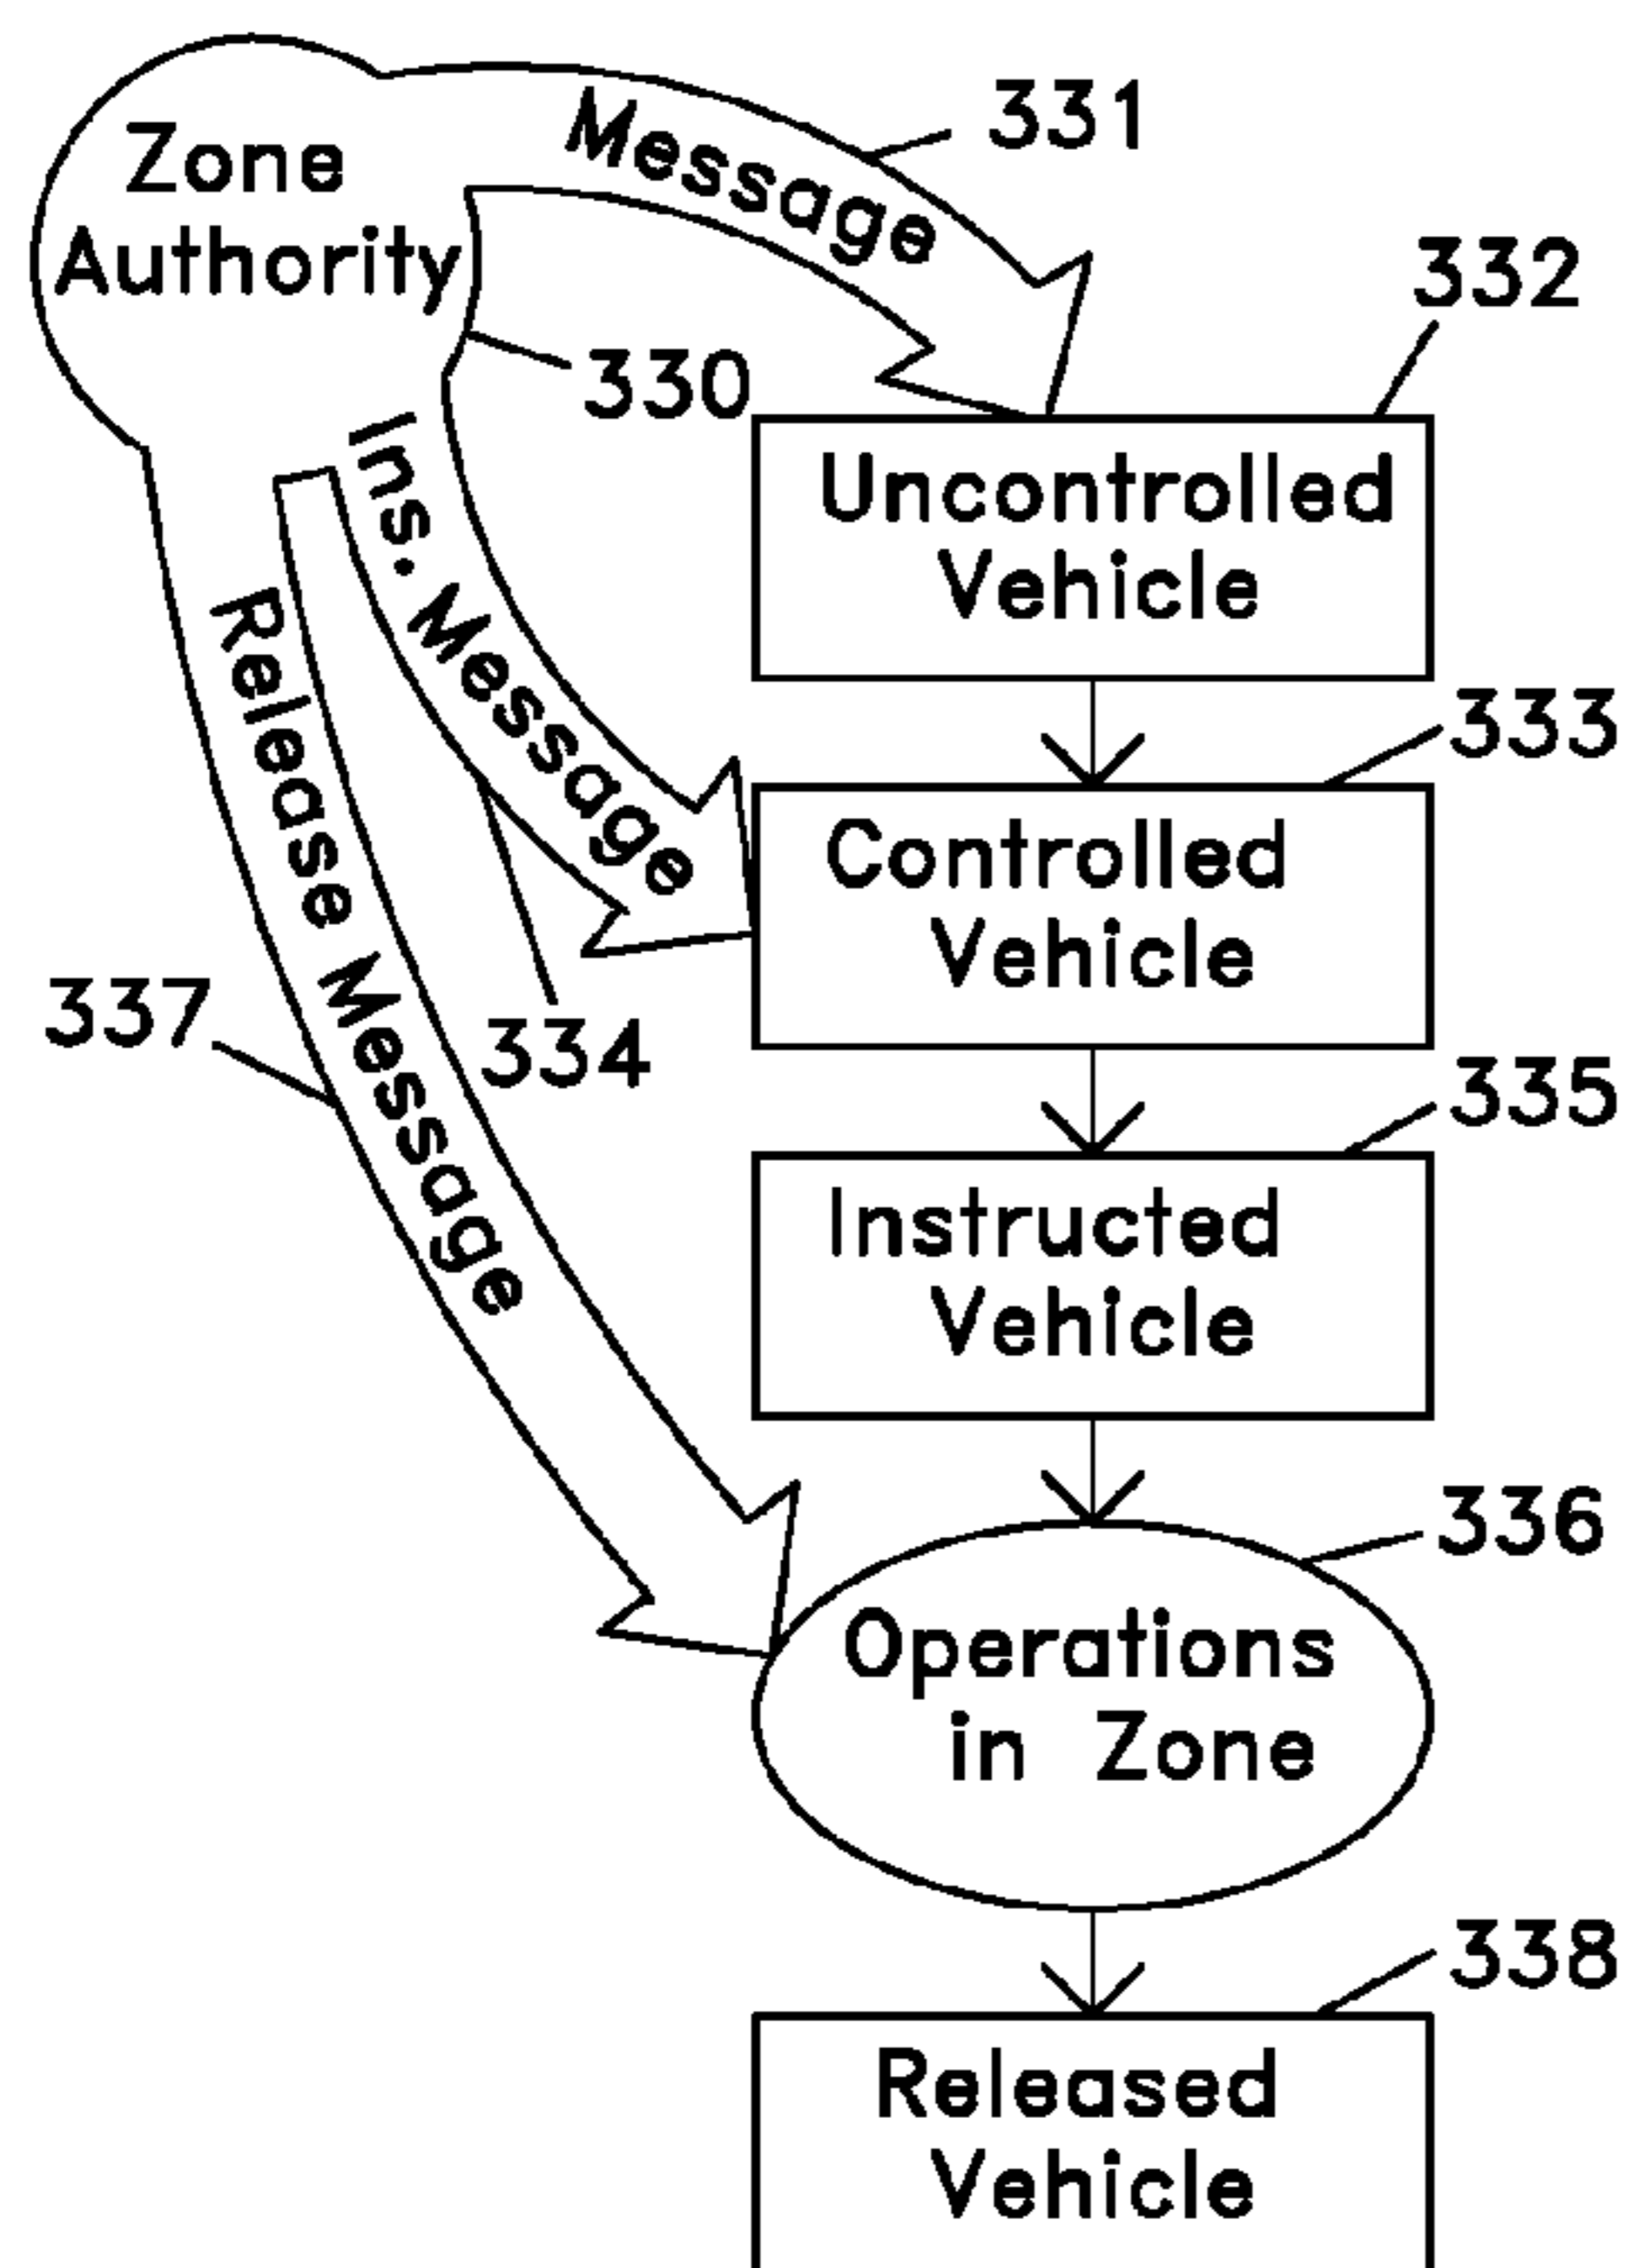 Zone
Authority
Message
331
332
330
Uncontrolled
Vehicle
Ins. Message
333
Controlled
Vehicle
Release Message
337
334
335
Instructed
Vehicle
336
Operations
in Zone
338
Released
Vehicle